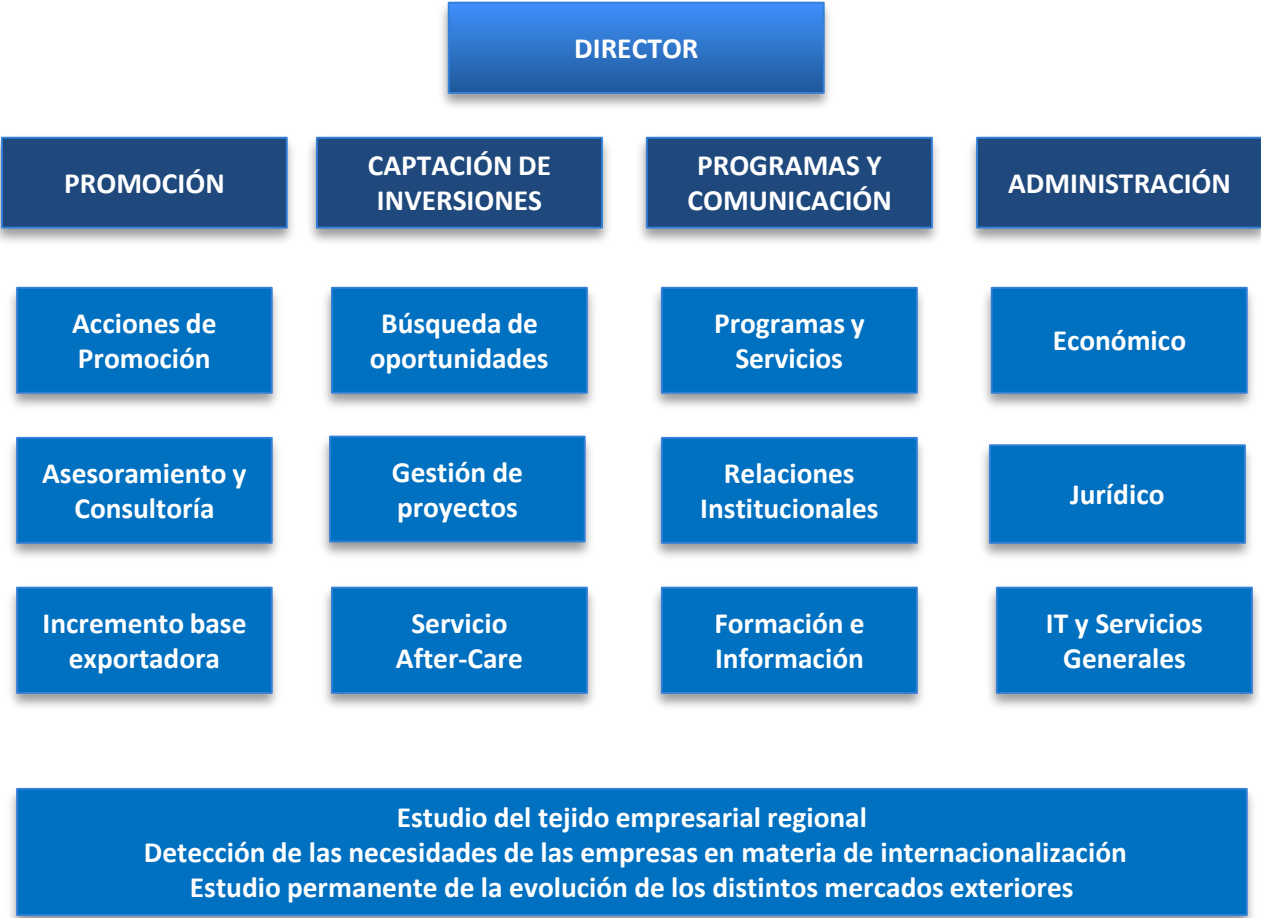 DIRECTOR
PROMOCIÓN
CAPTACIÓN DE
INVERSIONES
PROGRAMAS Y
COMUNICACIÓN
ADMINISTRACIÓN
Acciones de
Promoción
Búsqueda de
oportunidades
Programas y
Servicios
Económico
Asesoramiento y
Consultoría
Gestión de
proyectos
Relaciones
Institucionales
Jurídico
Incremento base
exportadora
Servicio
After-Care
Formación e
Información
IT y Servicios
Generales
Estudio del tejido empresarial regional
Detección de las necesidades de las empresas en materia de internacionalización
Estudio permanente de la evolución de los distintos mercados exteriores